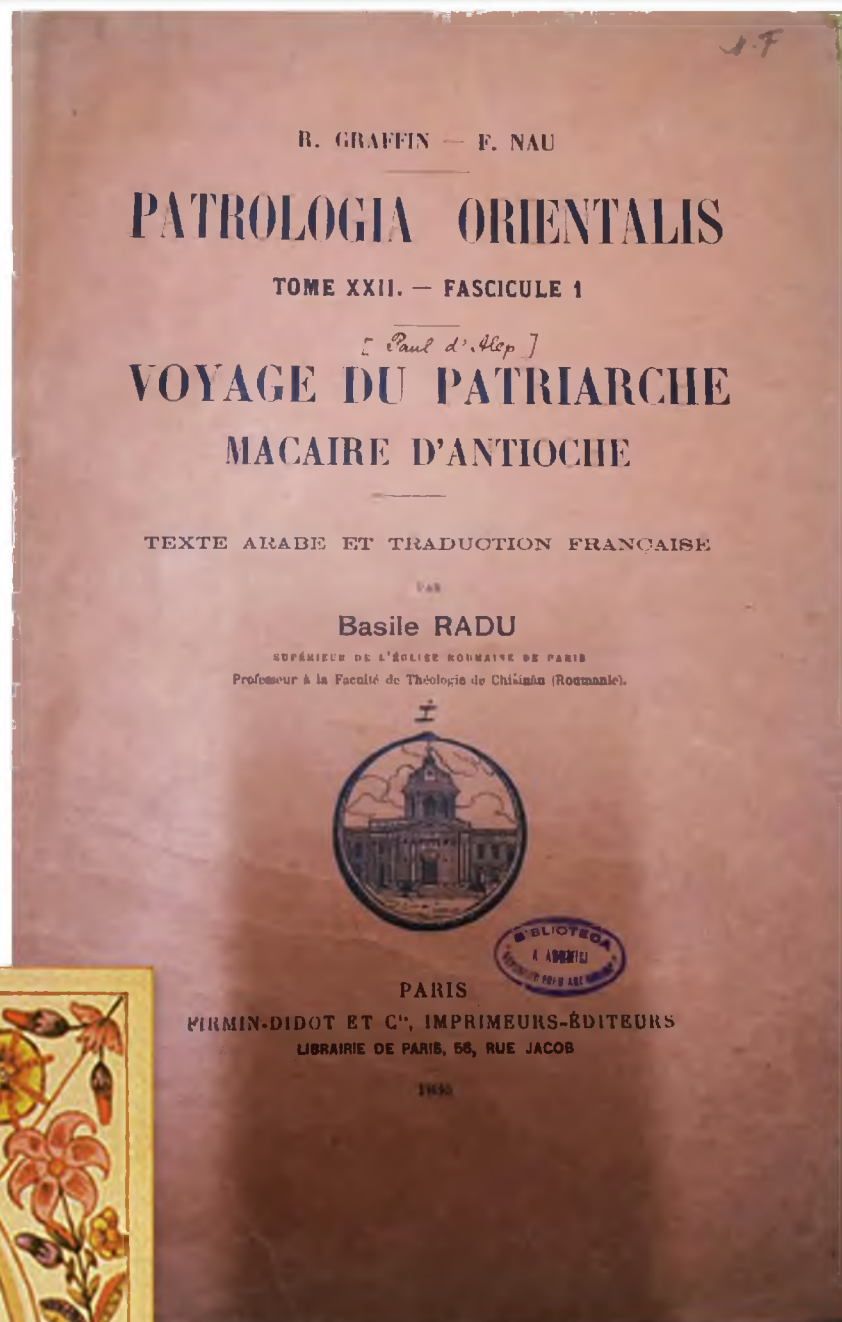 R. GRAFFIN — F. NAU
PATROLOGIA ORIENTALIS
TOME XXII. — FASCICULE 1
[ Paul d'Alep ]
VOYAGE DU PATRIARCHE
MACAIRE D'ANTIOCHE
TEXTE ARABE ET TRADUCTION FRANÇAISE
PAR
Basile RADU
SUPÉRIEUR DE L'ÉGLISE ROUMAINE DE PARIS
Professeur à la Faculté de Théologie de Chișinău (Roumanie).
BIBLIOTECA
PARIS
FIRMIN-DIDOT ET Cie, IMPRIMEURS-ÉDITEURS
LIBRAIRIE DE PARIS, 56, RUE JACOB